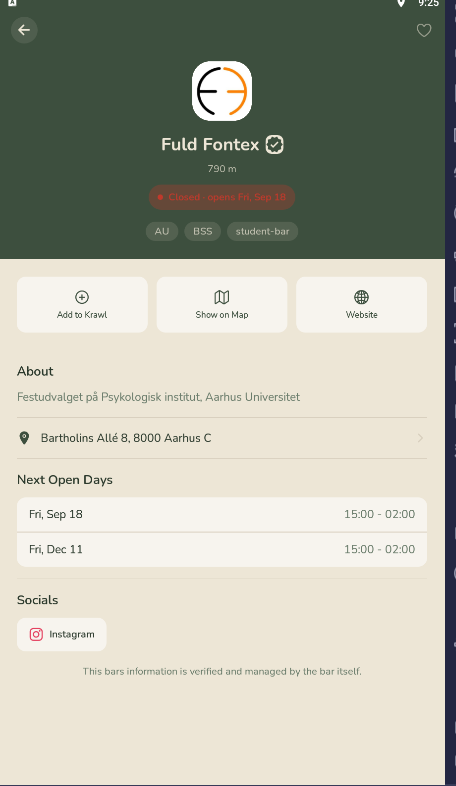 9:25
Fuld Fontex
790 m
Closed · opens Fri, Sep 18
AU BSS student-bar
Add to Krawl Show on Map Website
About
Festudvalget på Psykologisk institut, Aarhus Universitet
Bartholins Allé 8, 8000 Aarhus C
Next Open Days
Fri, Sep 18 15:00 - 02:00
Fri, Dec 11 15:00 - 02:00
Socials
Instagram
This bars information is verified and managed by the bar itself.